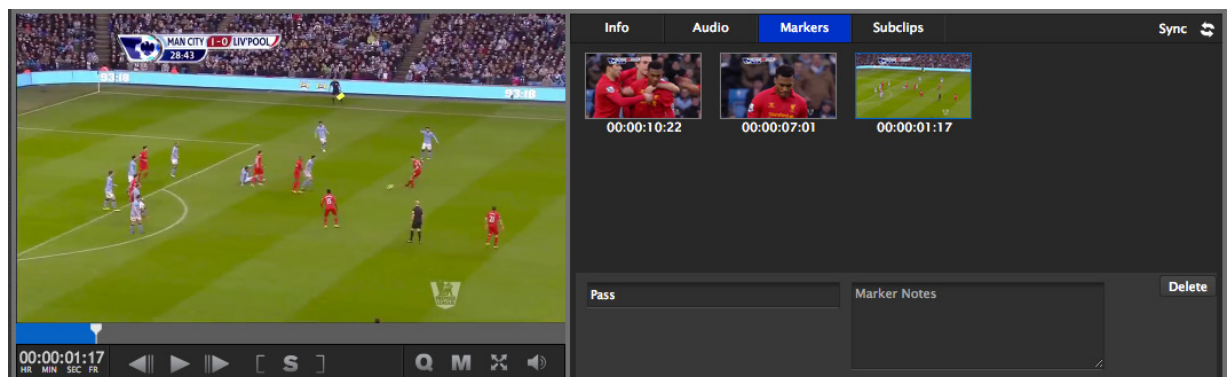 MAN CITY 1-0 LIV'POOL
28:43
93:18
93:18
00:00:01:17
HR MIN SEC FR
[ S ]
Q M
Info Audio Markers Subclips Sync
00:00:10:22 00:00:07:01 00:00:01:17
Pass
Marker Notes
Delete